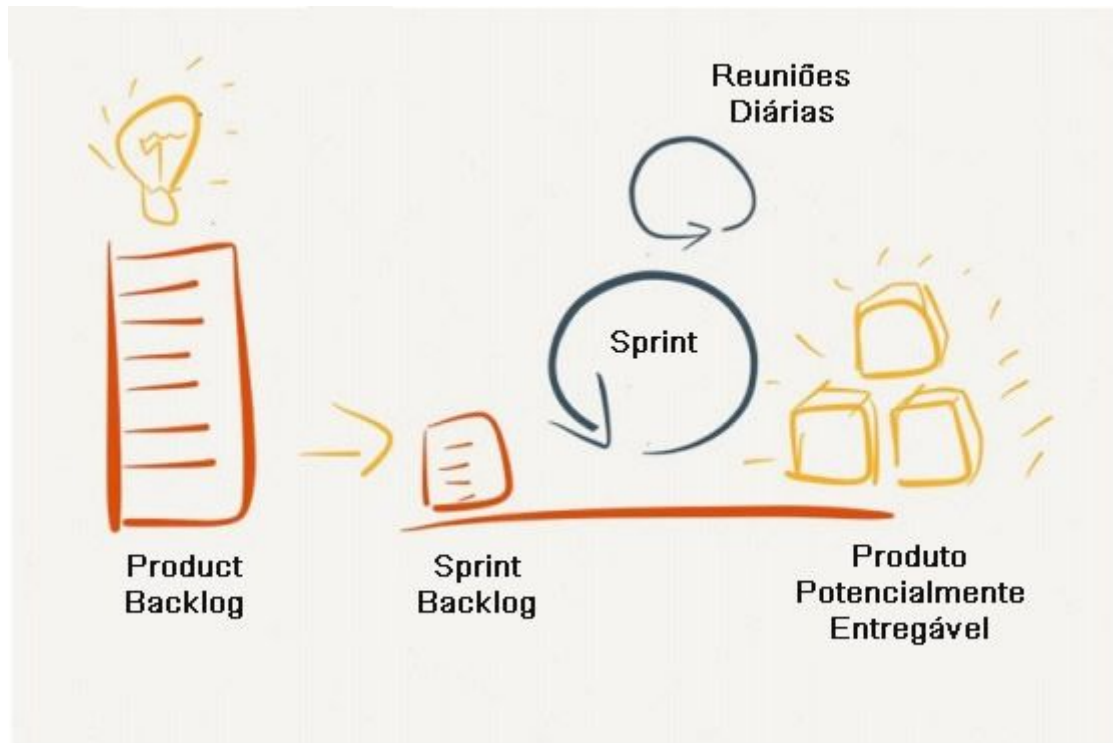 Reuniões
Diárias
Sprint
Product
Backlog
Sprint
Backlog
Produto
Potencialmente
Entregável